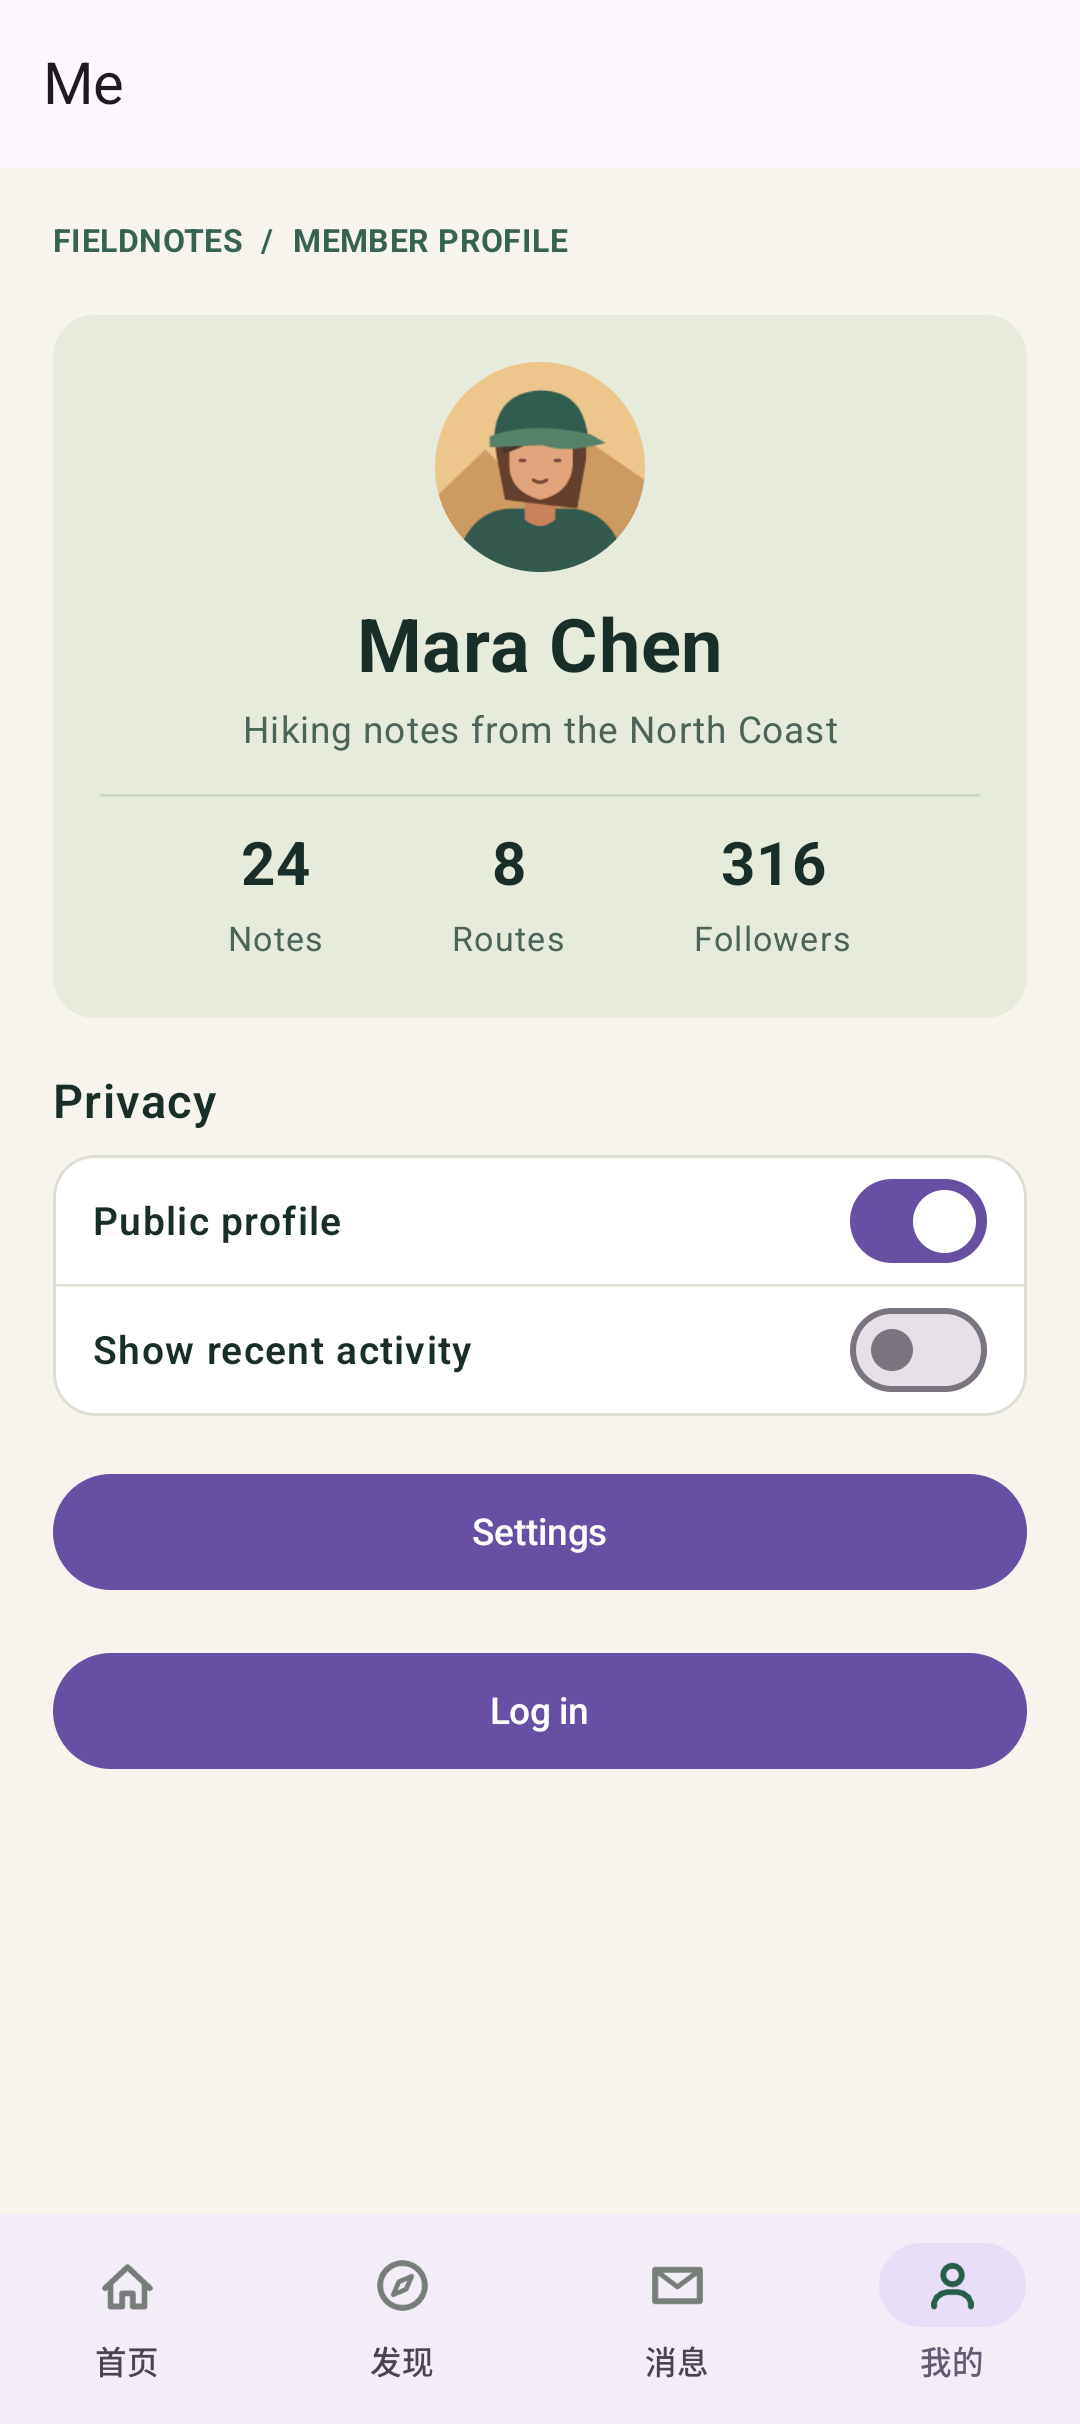 Me
FIELDNOTES / MEMBER PROFILE
Mara Chen
Hiking notes from the North Coast
24 8 316
Notes Routes Followers
Privacy
Public profile
Show recent activity
Settings
Log in
首页 发现 消息 我的